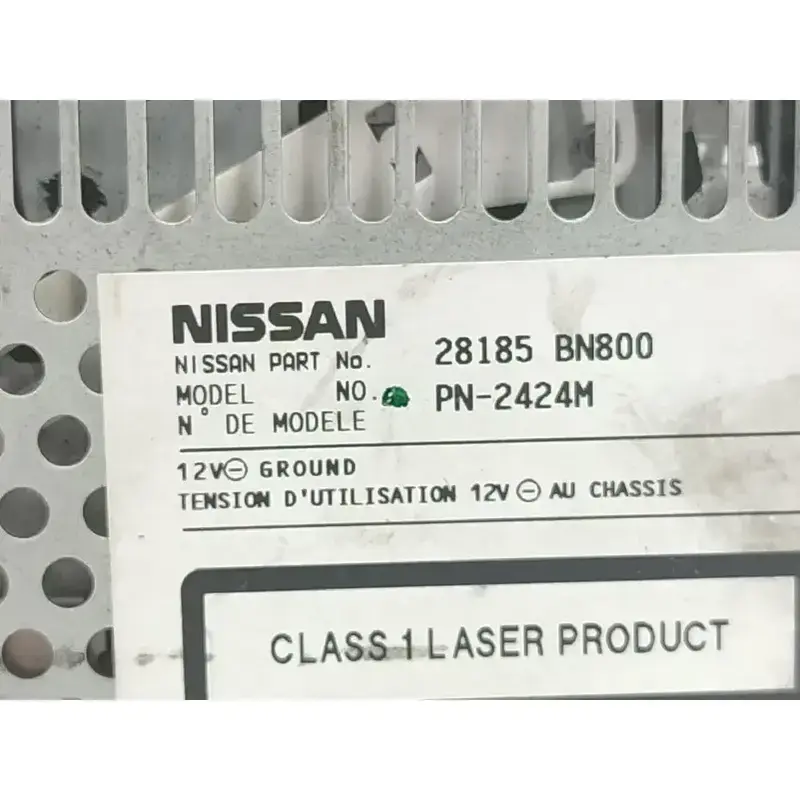 NISSAN
NISSAN PART No. 28185 BN800
MODEL NO. PN-2424M
N° DE MODELE
12V⊖ GROUND
TENSION D'UTILISATION 12V ⊖ AU CHASSIS
CLASS 1 LASER PRODUCT